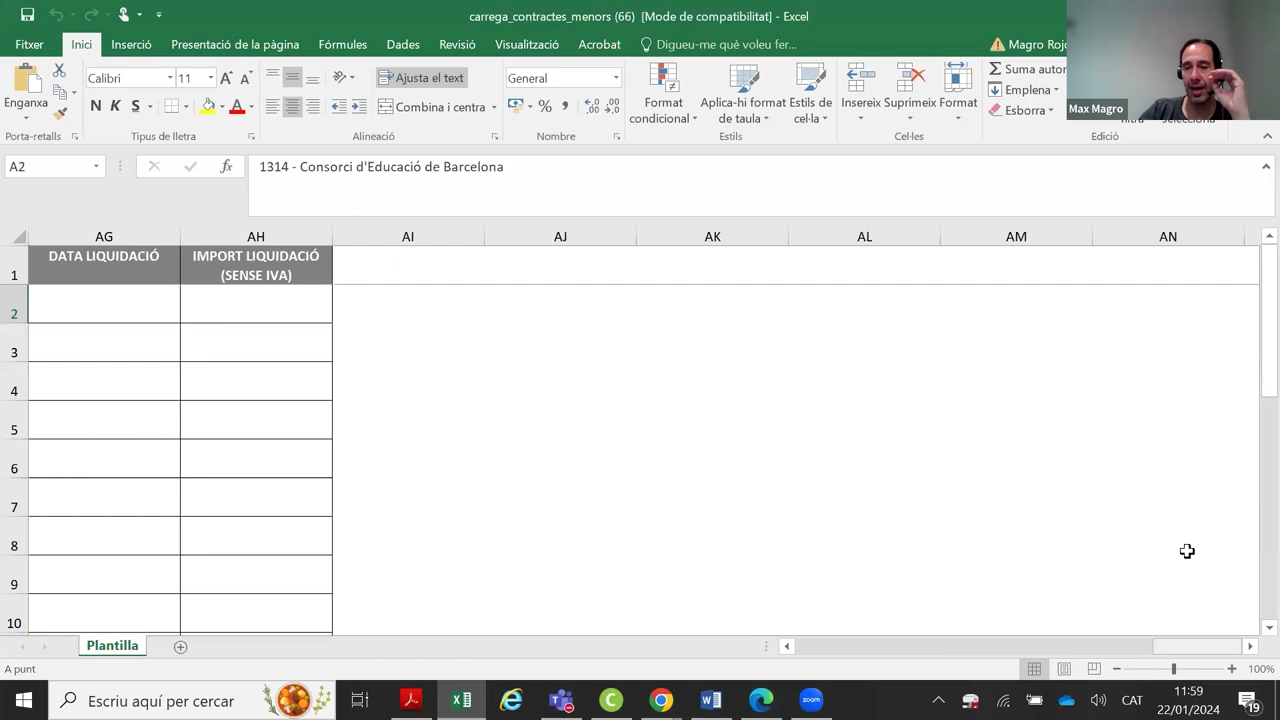 carrega_contractes_menors (66) [Mode de compatibilitat] - Excel
Magro Roj
Fitxer Inici Inserció Presentació de la pàgina Fórmules Dades Revisió Visualització Acrobat Digueu-me què voleu fer...
Max Magro
Enganxa
Calibri 11
N K S
Ajusta el text
Combina i centra
General
Format condicional
Aplica-hi format de taula
Estils de cel·la
Insereix Suprimeix Format
Suma autor
Emplena
Esborra
Porta-retalls Tipus de lletra Alineació Nombre Estils Cel·les Edició
A2 fx 1314 - Consorci d'Educació de Barcelona
AG AH AI AJ AK AL AM AN
1 DATA LIQUIDACIÓ IMPORT LIQUIDACIÓ
(SENSE IVA)
2
3
4
5
6
7
8
9
10
Plantilla
A punt 100%
Escriu aquí per cercar
zoom
CAT
11:59
22/01/2024
19